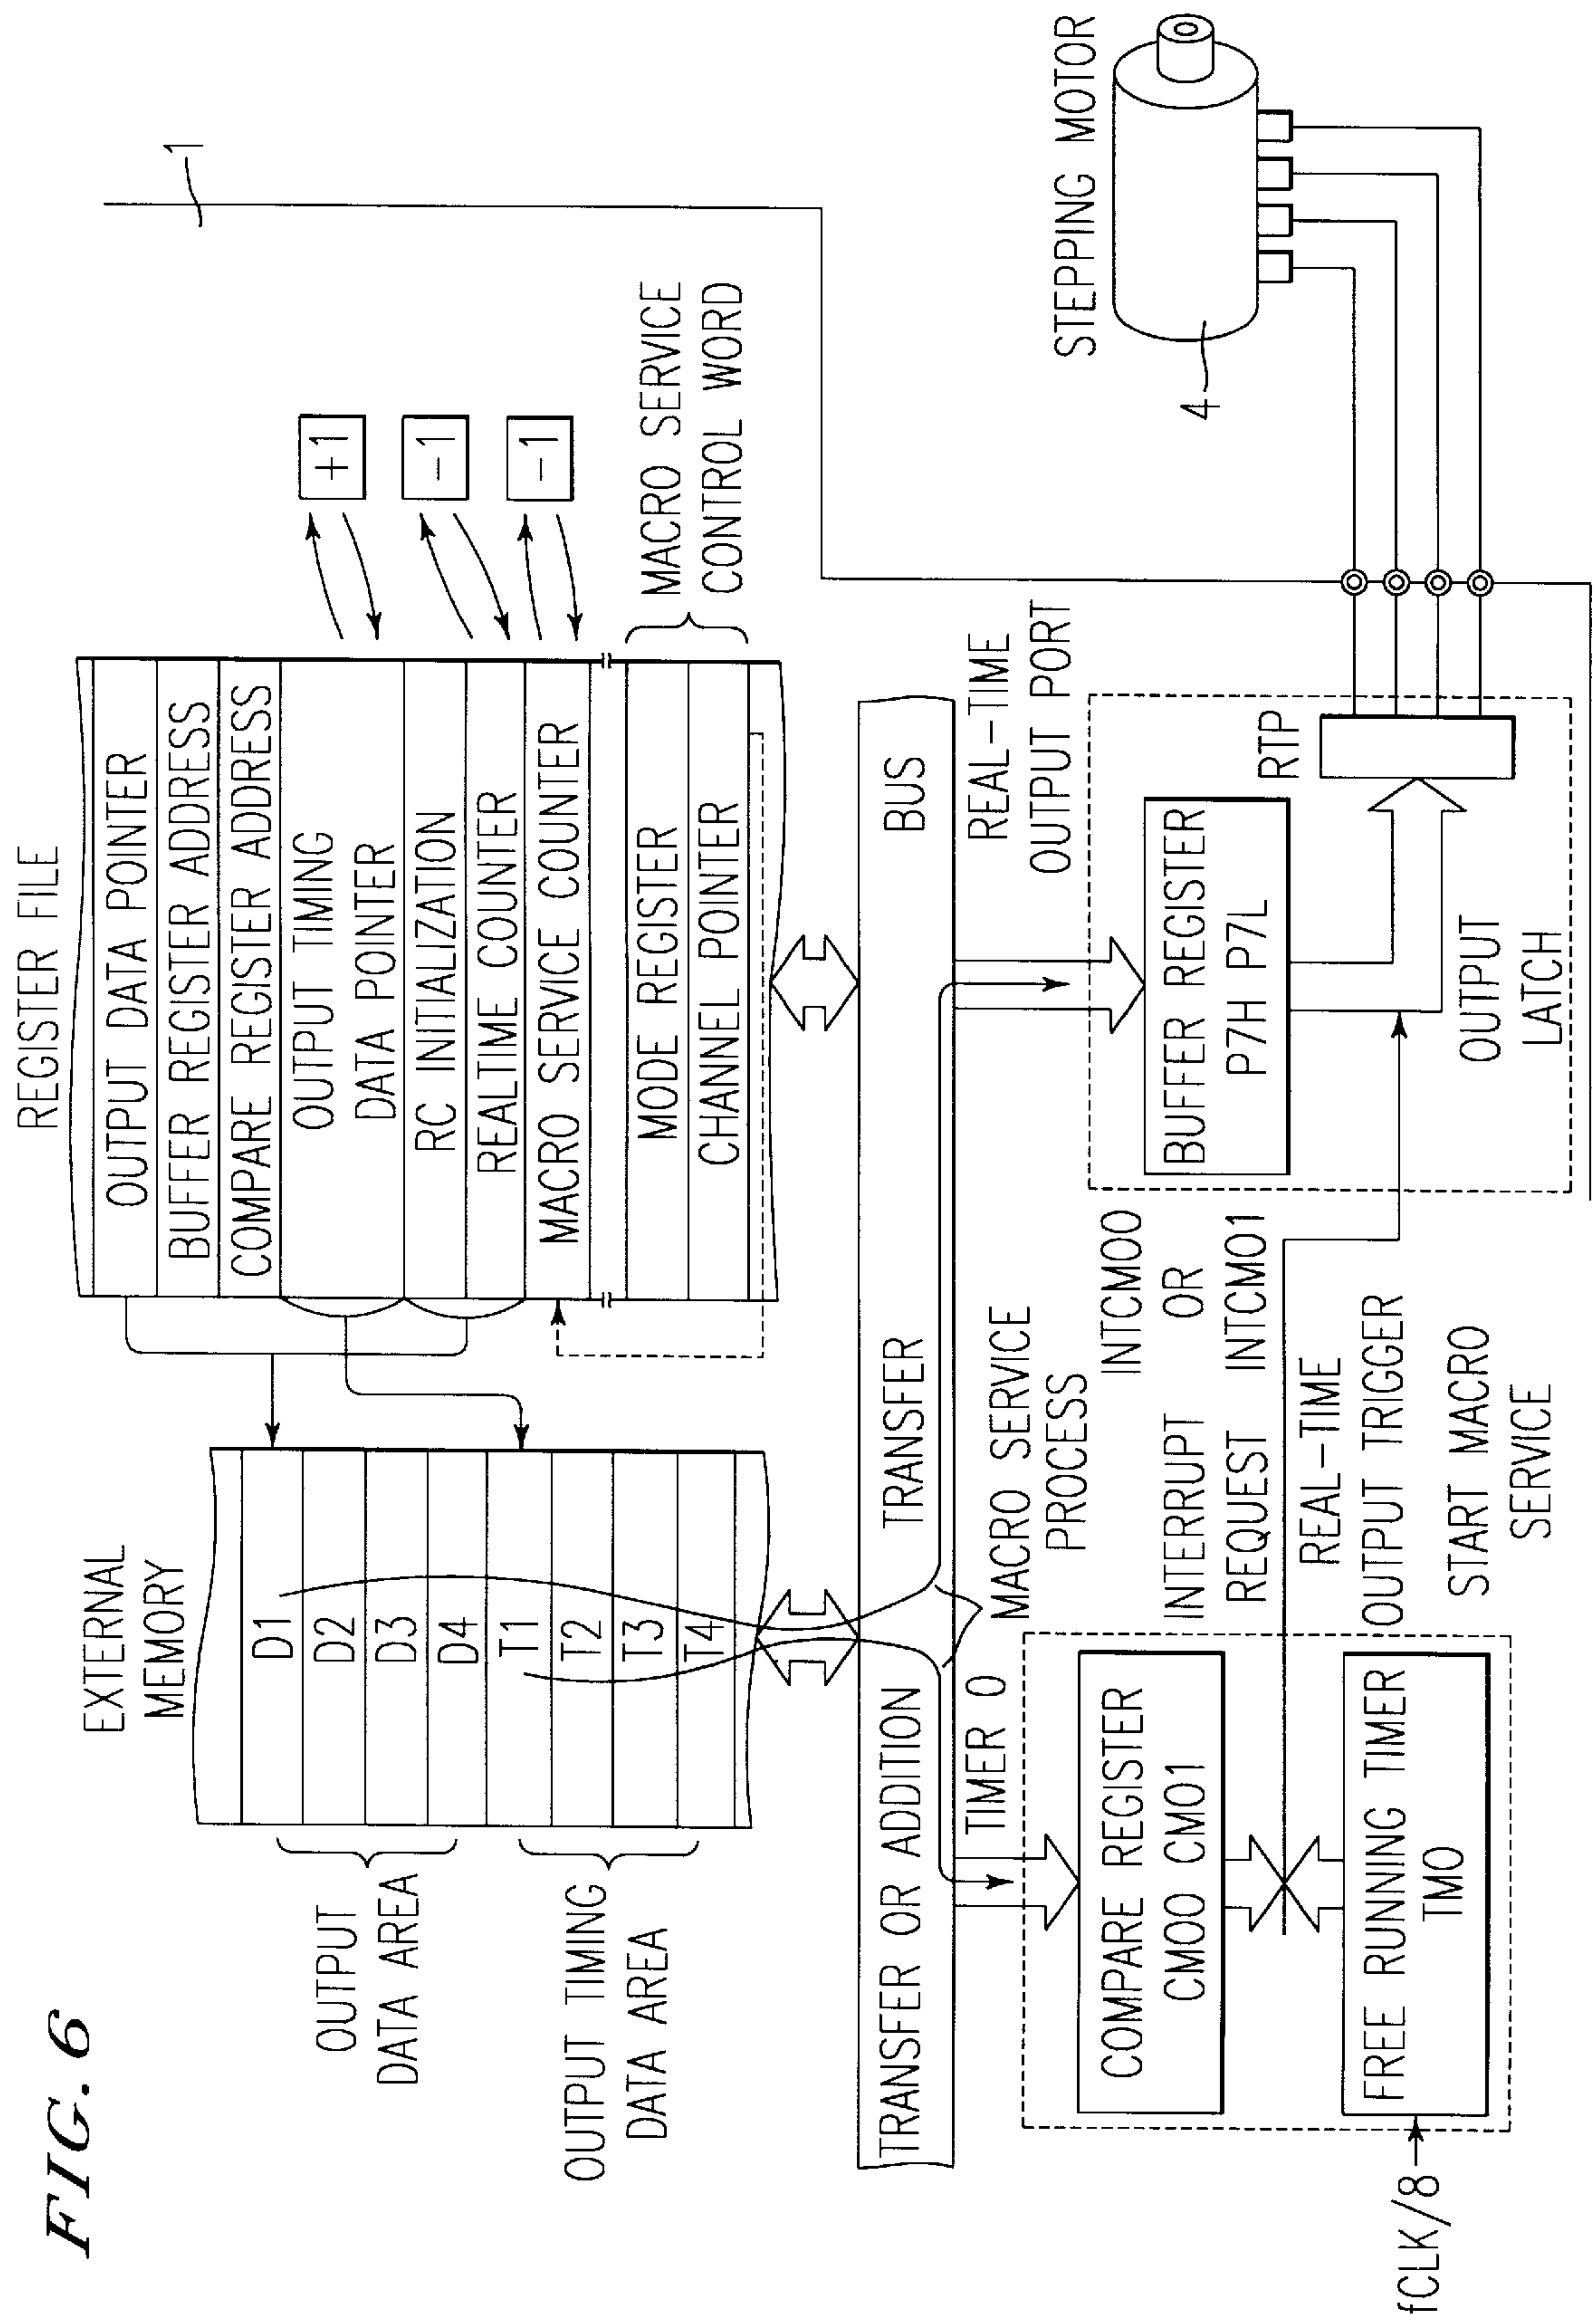 FIG. 6
EXTERNAL
MEMORY
D1
D2
D3
D4
T1
T2
T3
T4
OUTPUT
DATA AREA
OUTPUT TIMING
DATA AREA
REGISTER FILE
OUTPUT DATA POINTER
BUFFER REGISTER ADDRESS
COMPARE REGISTER ADDRESS
OUTPUT TIMING
DATA POINTER
RC INITIALIZATION
REALTIME COUNTER
MACRO SERVICE COUNTER
MODE REGISTER
CHANNEL POINTER
+1
-1
-1
MACRO SERVICE
CONTROL WORD
1
TRANSFER OR ADDITION
TRANSFER
BUS
TIMER 0
MACRO SERVICE
PROCESS
REAL-TIME
OUTPUT PORT
COMPARE REGISTER
CM00 CM01
FREE RUNNING TIMER
TM0
fCLK/8
INTERRUPT
REQUEST
INTCM00
OR
INTCM01
REAL-TIME
OUTPUT TRIGGER
START MACRO
SERVICE
BUFFER REGISTER
P7H P7L
RTP
OUTPUT
LATCH
STEPPING MOTOR
4